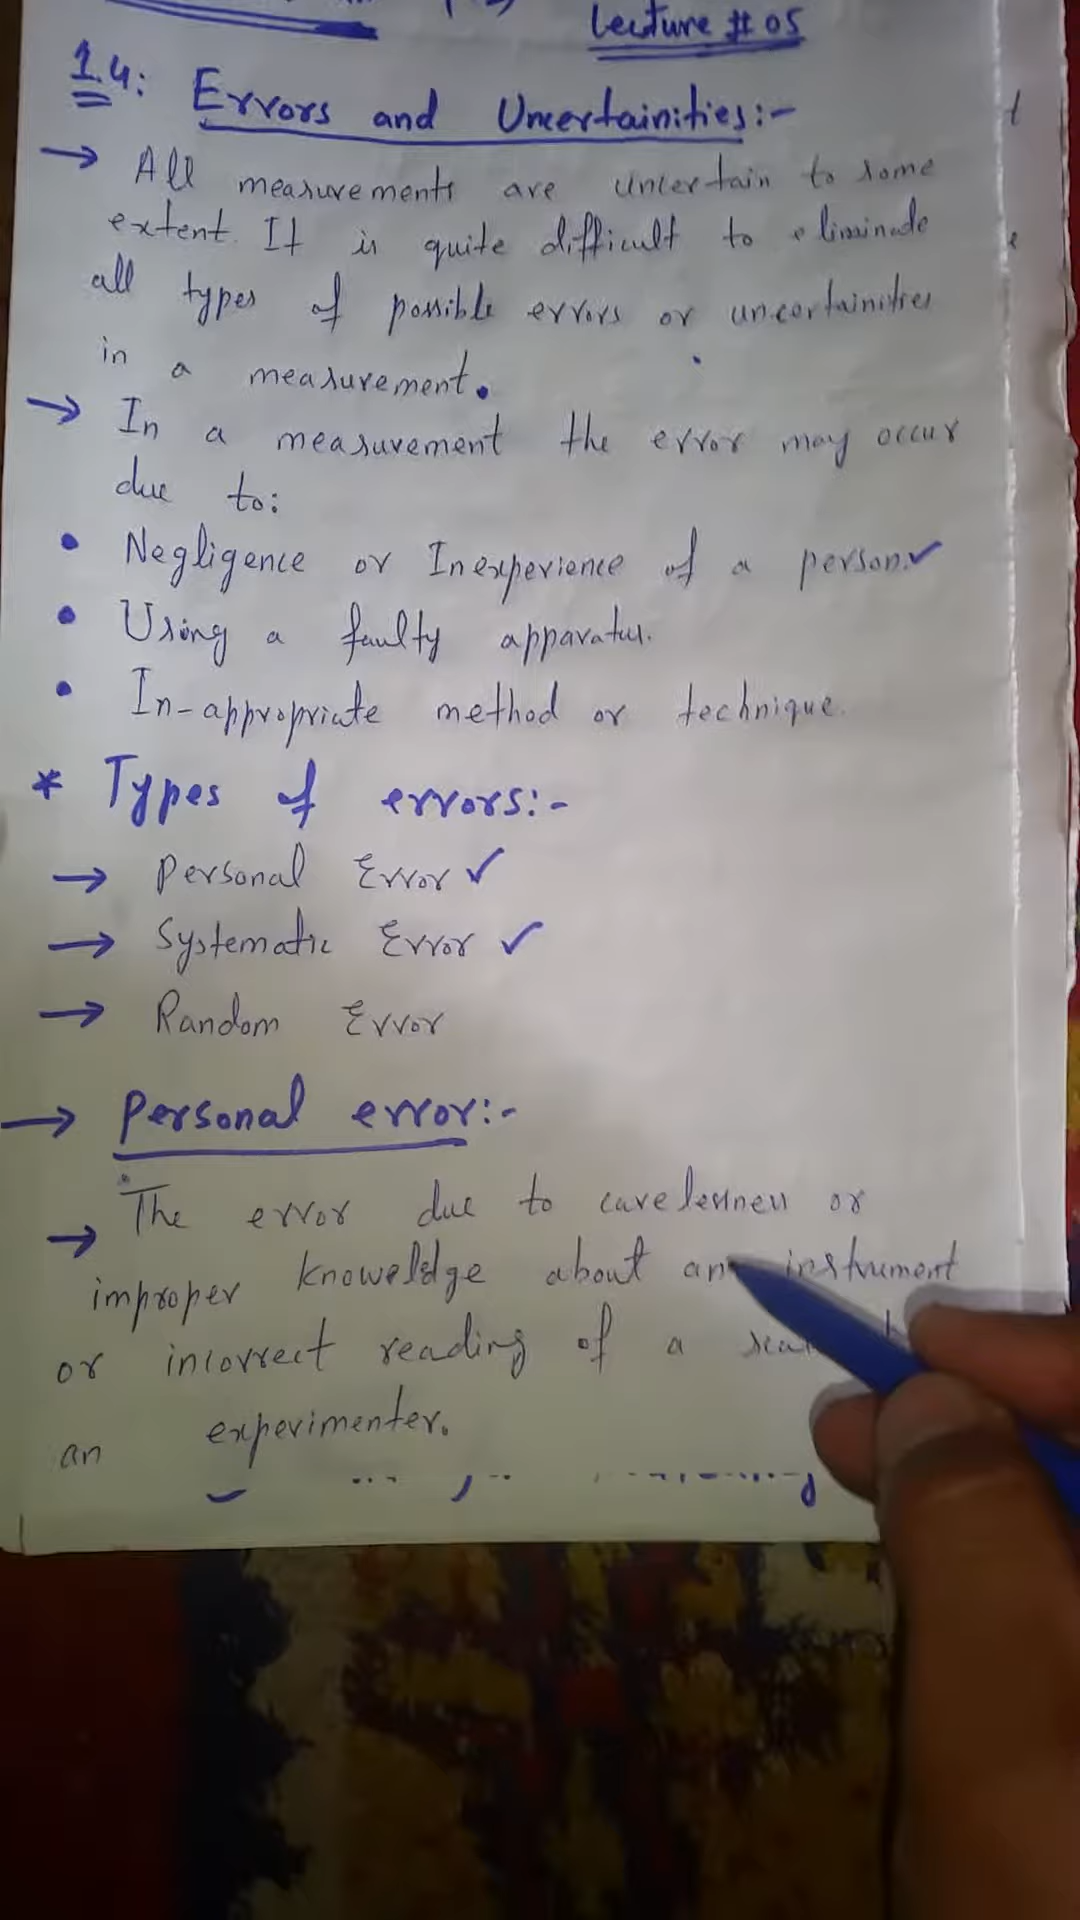 Lecture # 05
1.4: Errors and Uncertainities:-
→ All measurements are uncertain to some
extent. It is quite difficult to eliminade
all types of possible errors or uncertainities
in a measurement.
→ In a measurement the error may occur
due to:
• Negligence or Inexperience of a person. ✓
• Using a faulty apparatus.
• In-appropriate method or technique.
* Types of errors:-
→ Personal Error ✓
→ Systematic Error ✓
→ Random Error
→ Personal error:-
→ The error due to carelessness or
improper knoweldge about an instrument
or incorrect reading of a
an experimenter.